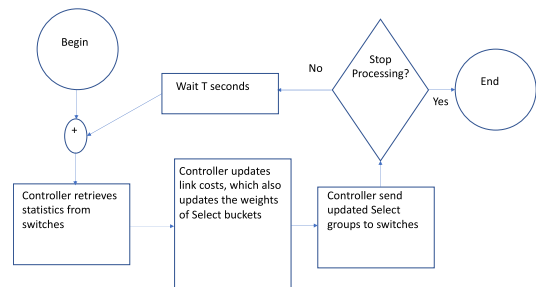 Begin
+
Controller retrieves
statistics from
switches
Controller updates
link costs, which also
updates the weights
of Select buckets
Controller send
updated Select
groups to switches
Stop
Processing?
No
Wait T seconds
Yes
End